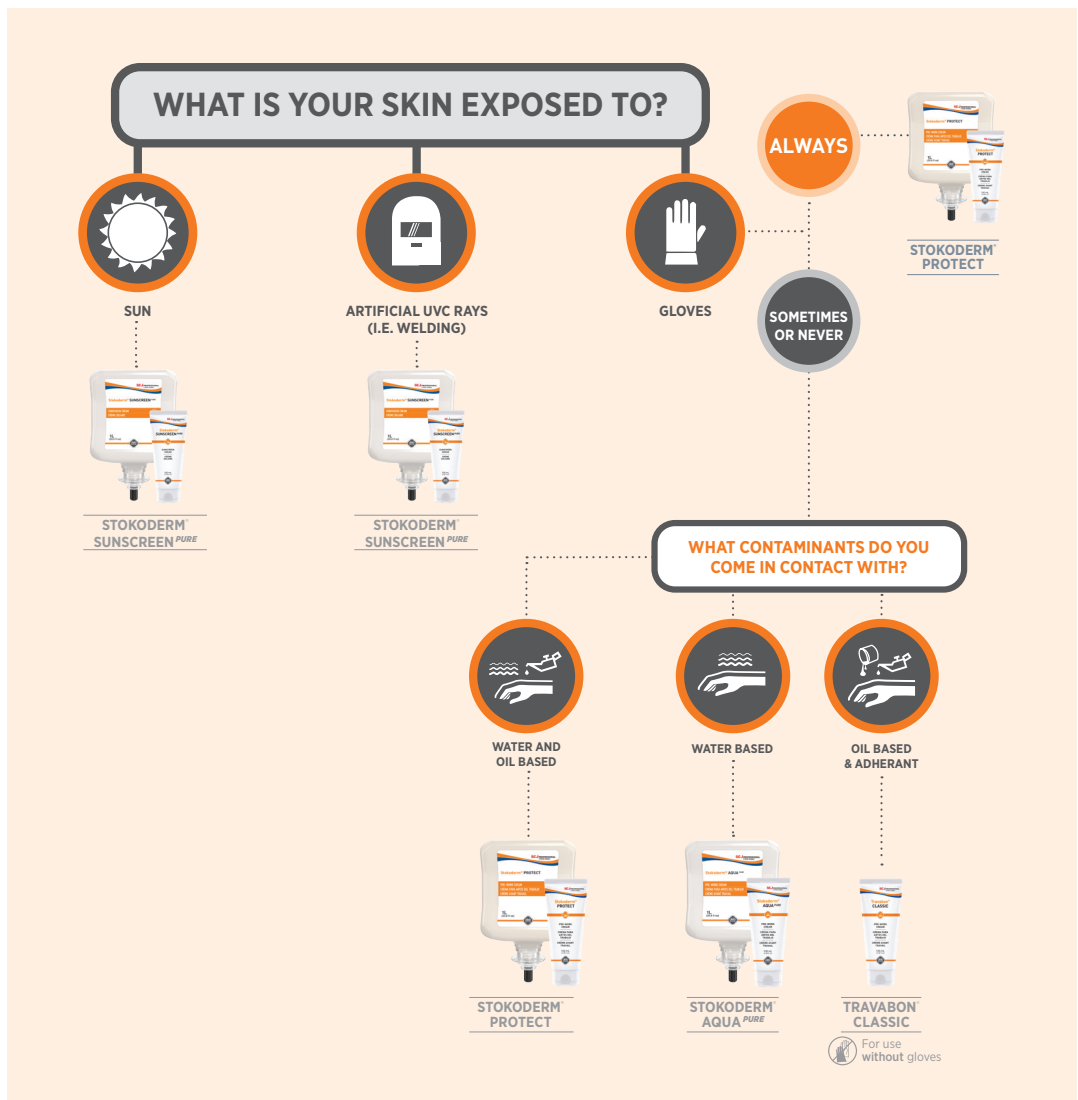 WHAT IS YOUR SKIN EXPOSED TO?
ALWAYS
STOKODERM®
PROTECT
SUN
ARTIFICIAL UVC RAYS
(I.E. WELDING)
GLOVES
SOMETIMES
OR NEVER
STOKODERM®
SUNSCREEN PURE
STOKODERM®
SUNSCREEN PURE
WHAT CONTAMINANTS DO YOU
COME IN CONTACT WITH?
WATER AND
OIL BASED
WATER BASED
OIL BASED
& ADHERANT
STOKODERM®
PROTECT
STOKODERM®
AQUA PURE
TRAVABON®
CLASSIC
For use
without gloves